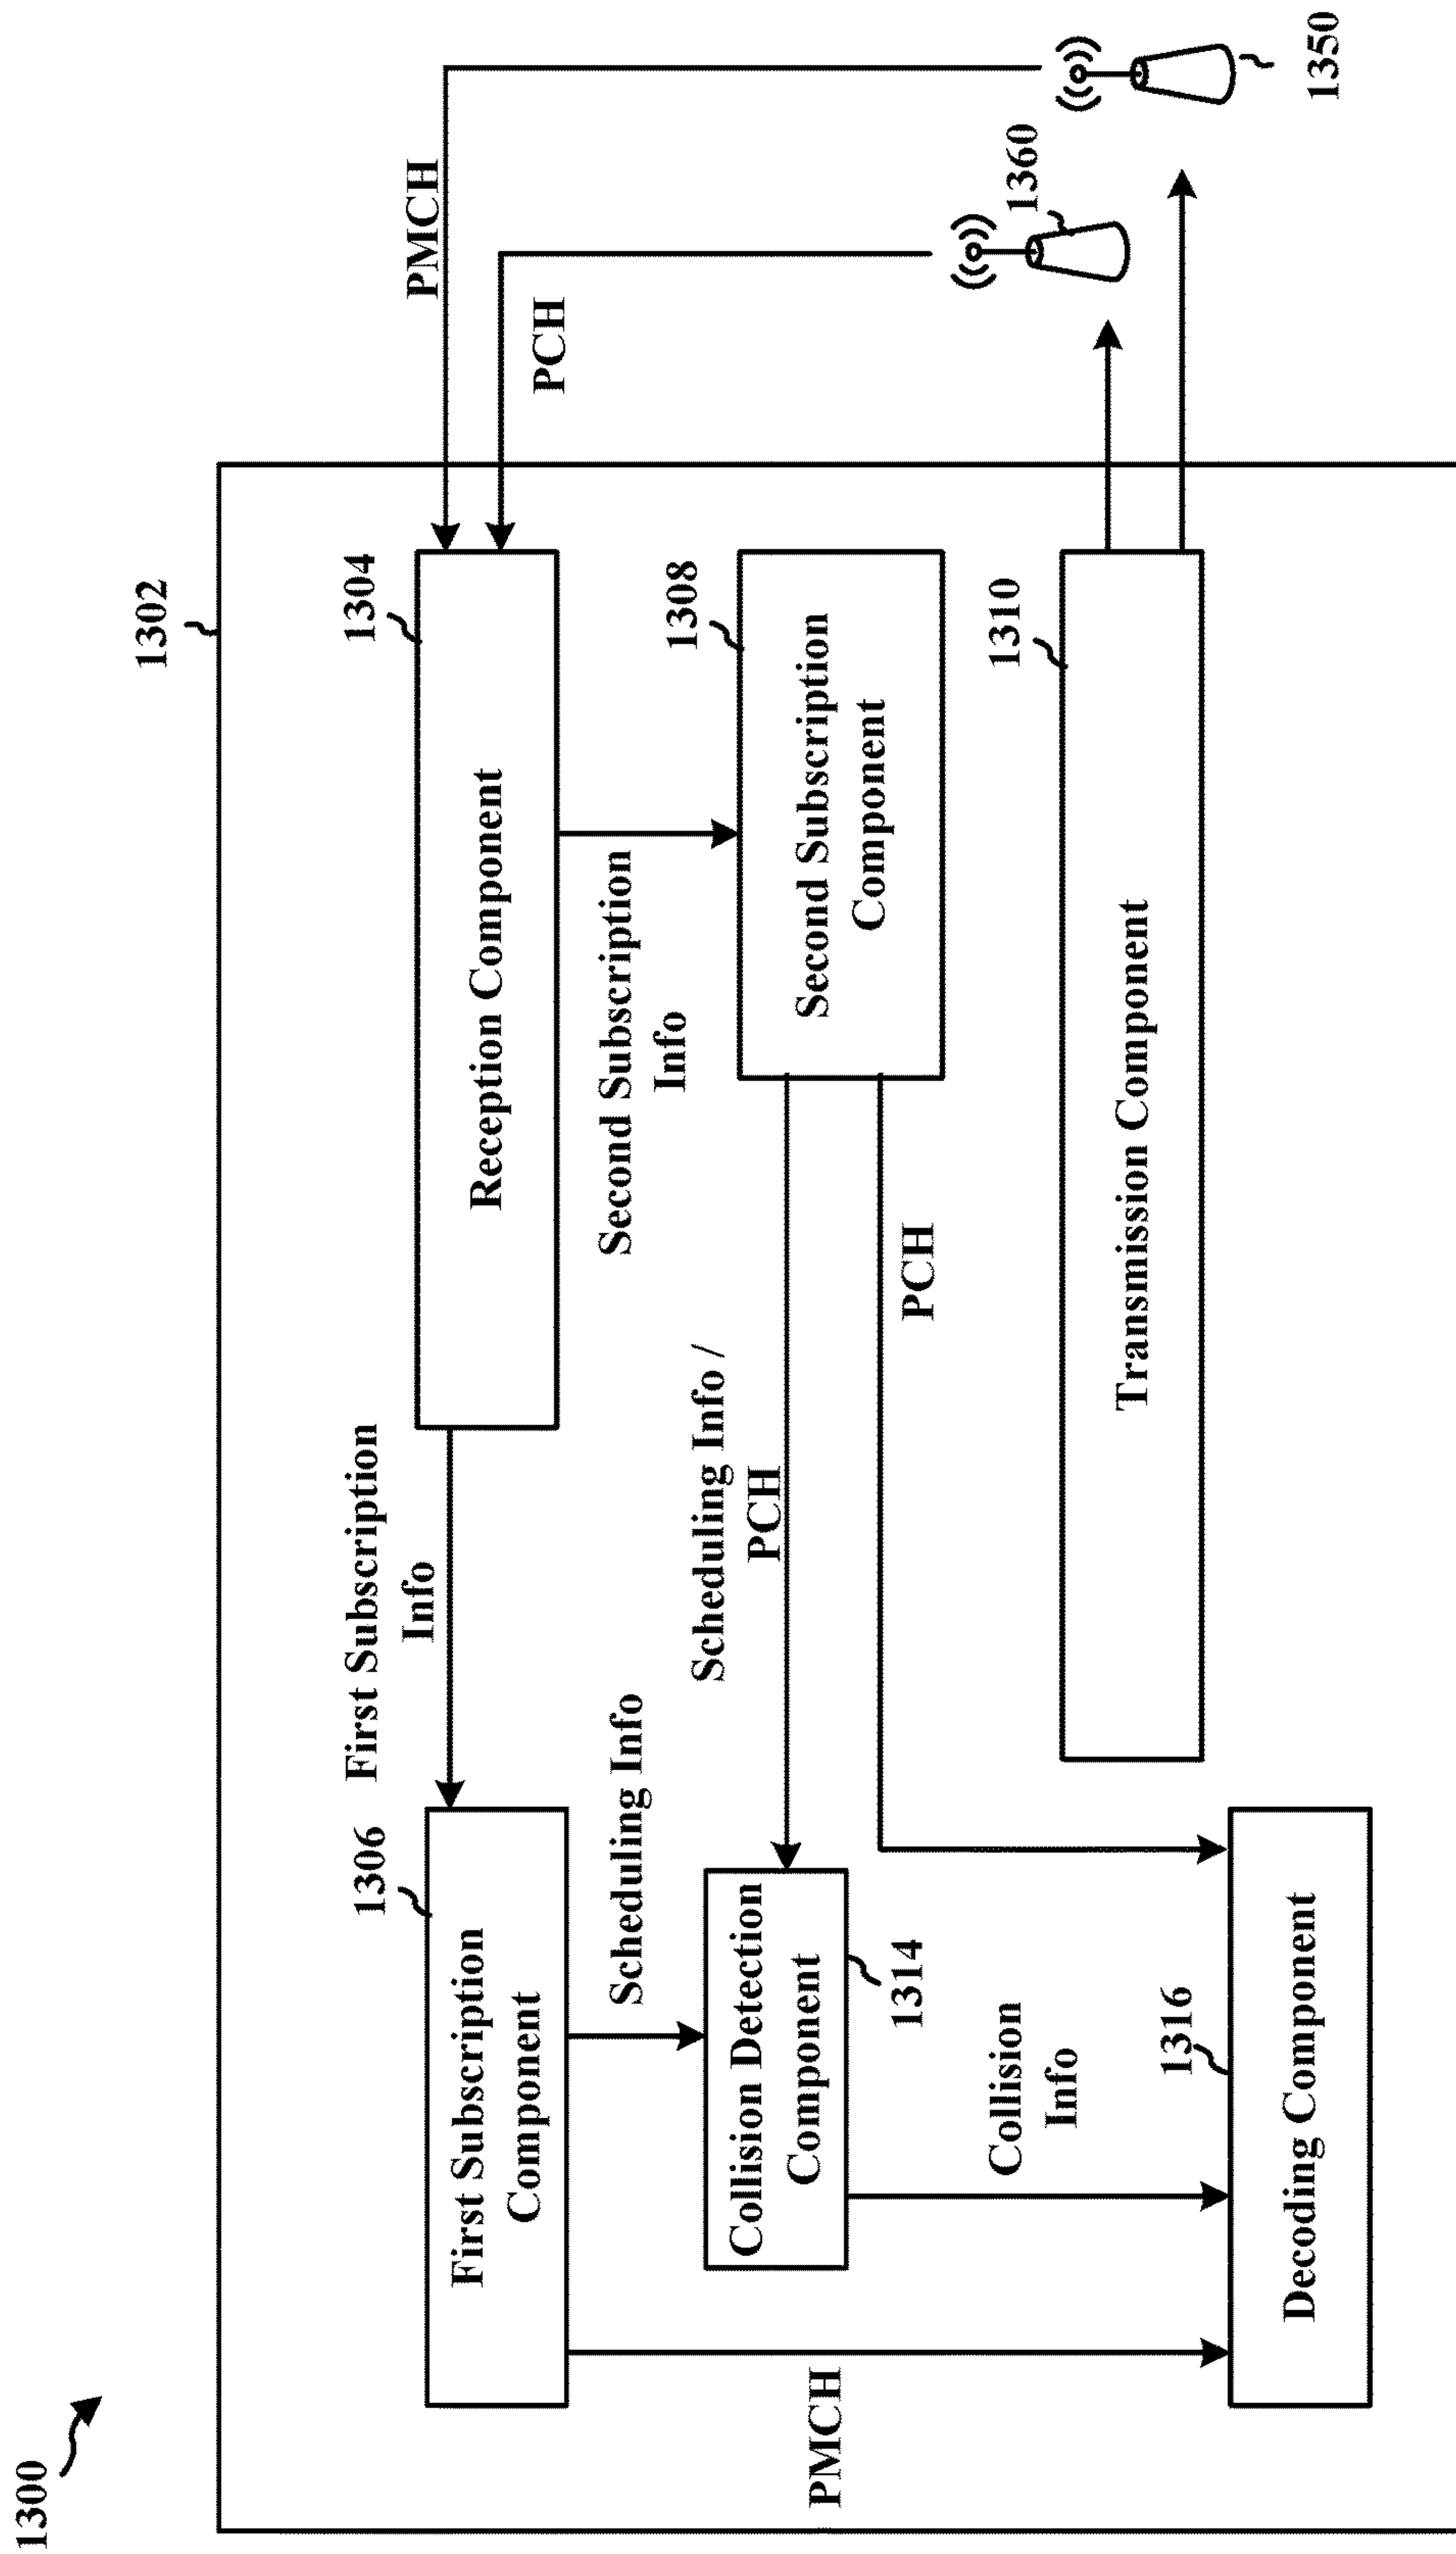 1300
1302
PMCH
PCH
1350
1360
1304
Reception Component
First Subscription
Info
1306
First Subscription
Component
Second Subscription
Info
1308
Second Subscription
Component
Scheduling Info
Scheduling Info /
PCH
Collision Detection
Component
1314
PCH
PMCH
Collision
Info
1310
Transmission Component
1316
Decoding Component